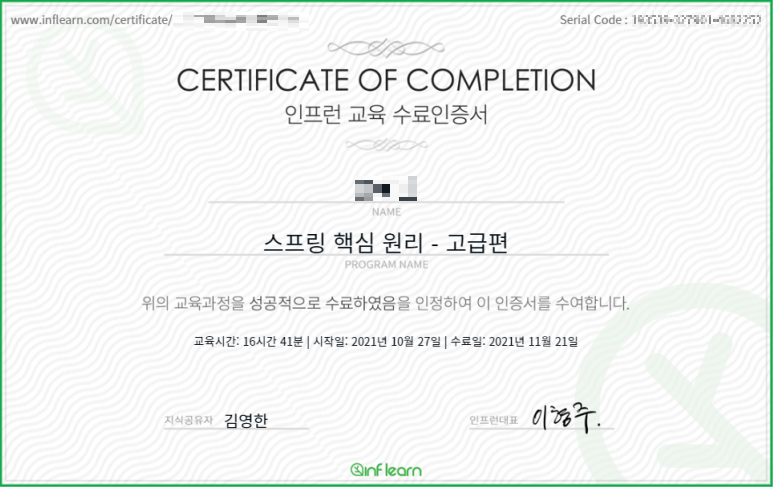 www.inflearn.com/certificate/
Serial Code :
CERTIFICATE OF COMPLETION
인프런 교육 수료인증서
NAME
스프링 핵심 원리 - 고급편
PROGRAM NAME
위의 교육과정을 성공적으로 수료하였음을 인정하여 이 인증서를 수여합니다.
교육시간: 16시간 41분 | 시작일: 2021년 10월 27일 | 수료일: 2021년 11월 21일
지식공유자 김영한
인프런대표 이형주.
inflearn